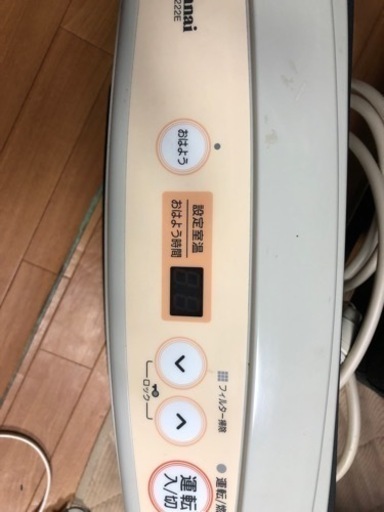 222E
おはよう
設定室温
おはよう時間
フィルター掃除
ロック
運転
入/切
運転/燃